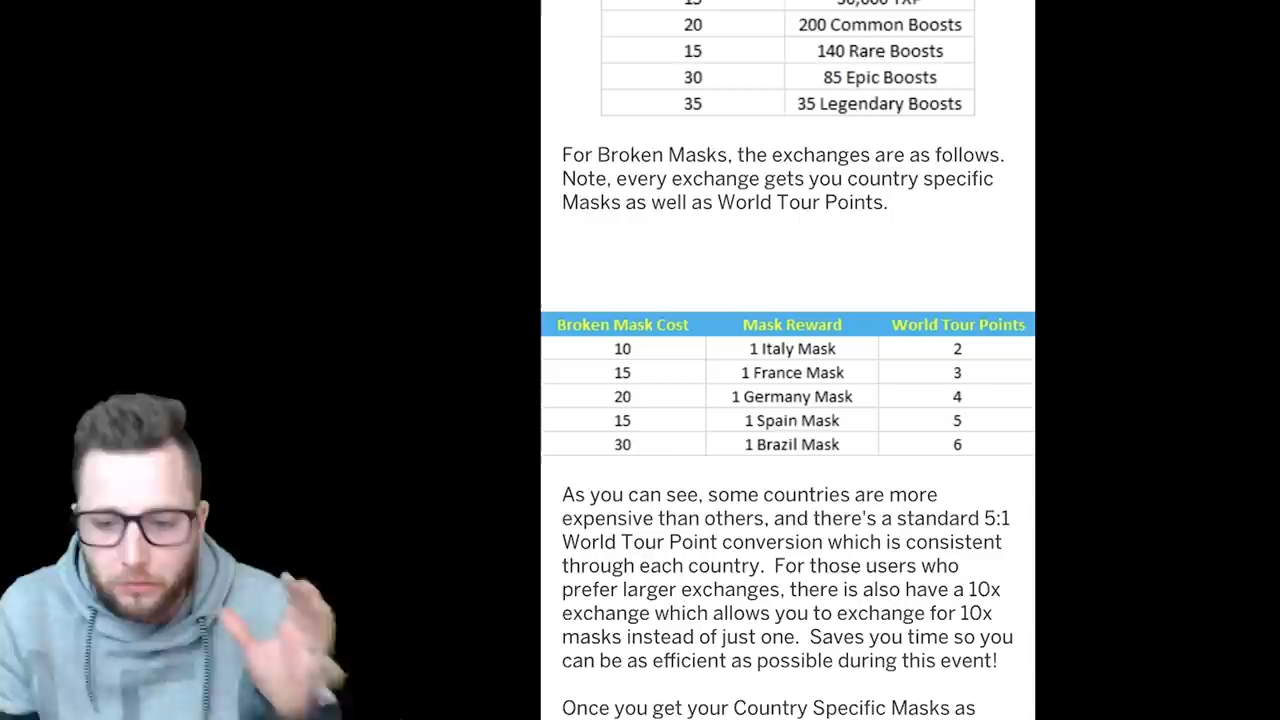 15 30,000 TXP
20 200 Common Boosts
15 140 Rare Boosts
30 85 Epic Boosts
35 35 Legendary Boosts
For Broken Masks, the exchanges are as follows.
Note, every exchange gets you country specific
Masks as well as World Tour Points.
Broken Mask Cost Mask Reward World Tour Points
10 1 Italy Mask 2
15 1 France Mask 3
20 1 Germany Mask 4
15 1 Spain Mask 5
30 1 Brazil Mask 6
As you can see, some countries are more
expensive than others, and there's a standard 5:1
World Tour Point conversion which is consistent
through each country. For those users who
prefer larger exchanges, there is also have a 10x
exchange which allows you to exchange for 10x
masks instead of just one. Saves you time so you
can be as efficient as possible during this event!
Once you get your Country Specific Masks as